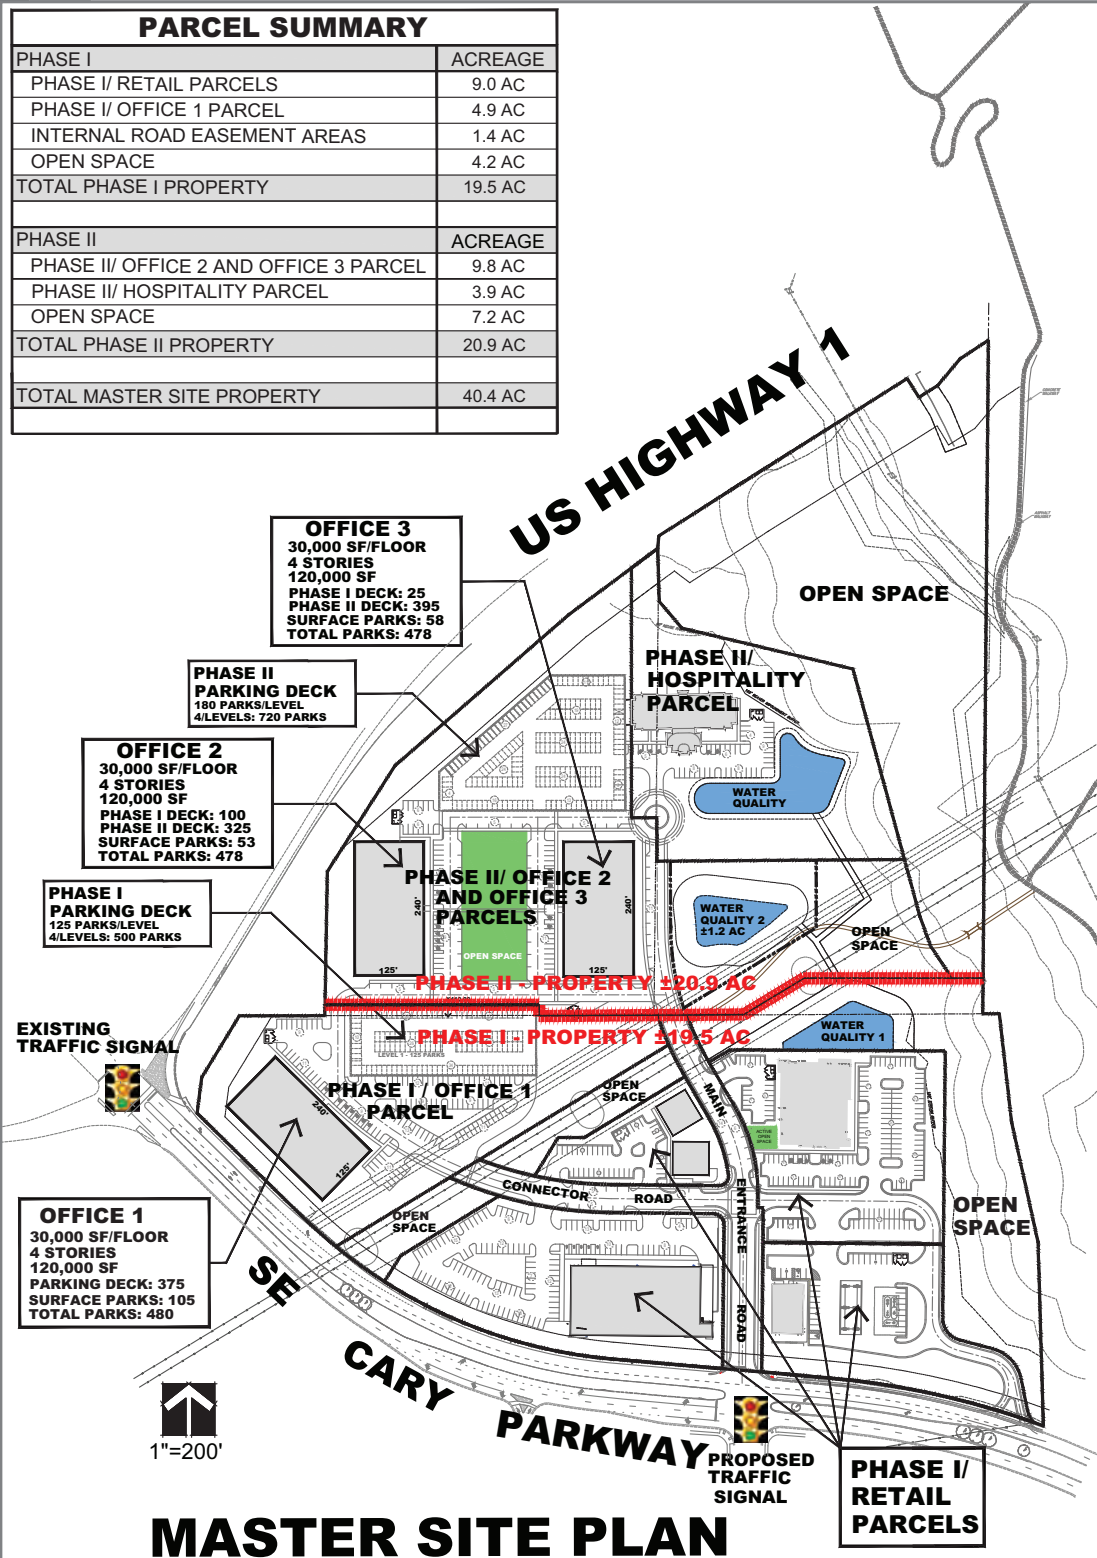 PARCEL SUMMARY
PHASE I ACREAGE
PHASE I/ RETAIL PARCELS 9.0 AC
PHASE I/ OFFICE 1 PARCEL 4.9 AC
INTERNAL ROAD EASEMENT AREAS 1.4 AC
OPEN SPACE 4.2 AC
TOTAL PHASE I PROPERTY 19.5 AC
PHASE II ACREAGE
PHASE II/ OFFICE 2 AND OFFICE 3 PARCEL 9.8 AC
PHASE II/ HOSPITALITY PARCEL 3.9 AC
OPEN SPACE 7.2 AC
TOTAL PHASE II PROPERTY 20.9 AC
TOTAL MASTER SITE PROPERTY 40.4 AC
US HIGHWAY 1
OFFICE 3
30,000 SF/FLOOR
4 STORIES
120,000 SF
PHASE I DECK: 25
PHASE II DECK: 395
SURFACE PARKS: 58
TOTAL PARKS: 478
OPEN SPACE
PHASE II/
HOSPITALITY
PARCEL
PHASE II
PARKING DECK
180 PARKS/LEVEL
4/LEVELS: 720 PARKS
OFFICE 2
30,000 SF/FLOOR
4 STORIES
120,000 SF
PHASE I DECK: 100
PHASE II DECK: 325
SURFACE PARKS: 53
TOTAL PARKS: 478
WATER
QUALITY
PHASE II/ OFFICE 2
AND OFFICE 3
PARCELS
240'
240'
125'
125'
OPEN SPACE
PHASE I
PARKING DECK
125 PARKS/LEVEL
4/LEVELS: 500 PARKS
WATER
QUALITY 2
±1.2 AC
OPEN
SPACE
PHASE II - PROPERTY ±20.9 AC
PHASE I - PROPERTY ±19.5 AC
EXISTING
TRAFFIC SIGNAL
WATER
QUALITY 1
LEVEL 1 - 125 PARKS
PHASE I / OFFICE 1
PARCEL
240'
125'
OPEN
SPACE
MAIN
ENTRANCE
ROAD
ACTIVE
OPEN
SPACE
CONNECTOR ROAD
OPEN
SPACE
OPEN
SPACE
OFFICE 1
30,000 SF/FLOOR
4 STORIES
120,000 SF
PARKING DECK: 375
SURFACE PARKS: 105
TOTAL PARKS: 480
SE CARY PARKWAY
1"=200'
PROPOSED
TRAFFIC
SIGNAL
PHASE I/
RETAIL
PARCELS
MASTER SITE PLAN